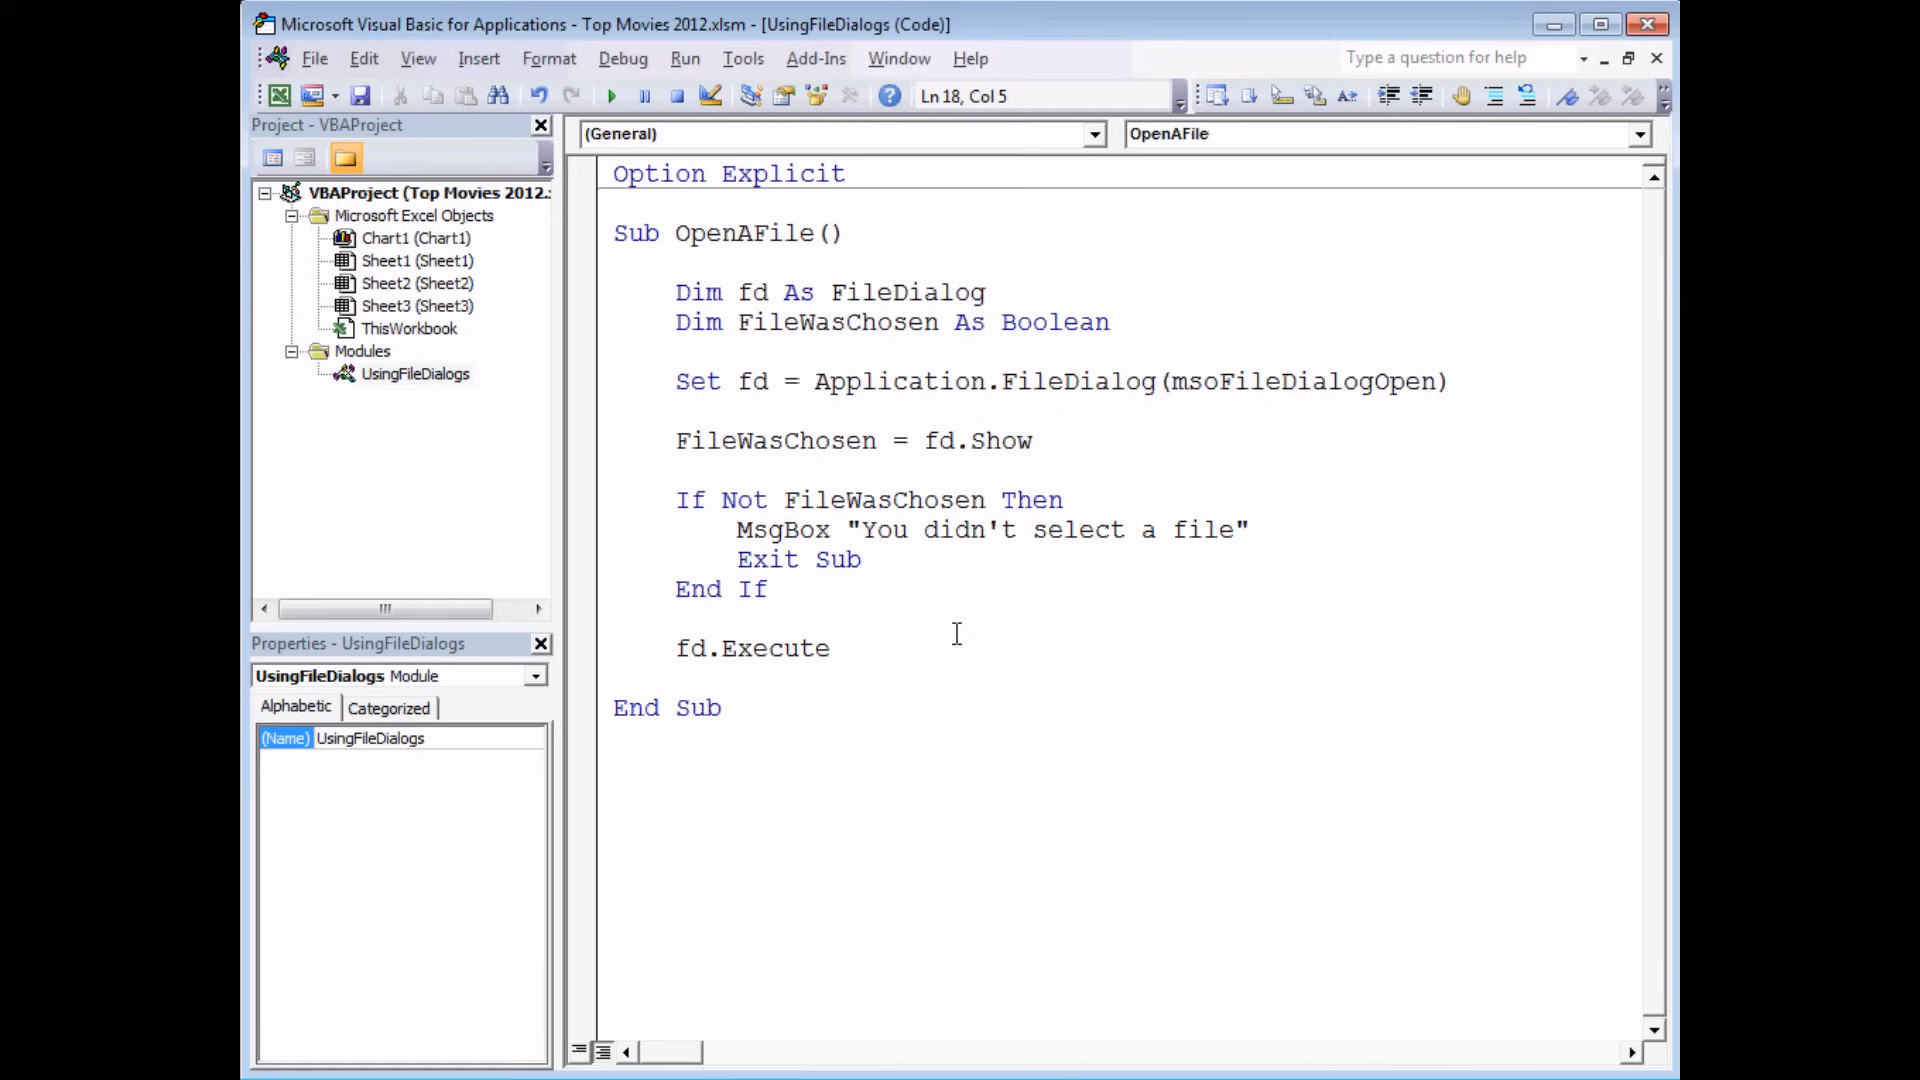 Microsoft Visual Basic for Applications - Top Movies 2012.xlsm - [UsingFileDialogs (Code)]
File Edit View Insert Format Debug Run Tools Add-Ins Window Help Type a question for help
Ln 18, Col 5
Project - VBAProject
(General) OpenAFile
VBAProject (Top Movies 2012.
Microsoft Excel Objects
Chart1 (Chart1)
Sheet1 (Sheet1)
Sheet2 (Sheet2)
Sheet3 (Sheet3)
ThisWorkbook
Modules
UsingFileDialogs
Properties - UsingFileDialogs
UsingFileDialogs Module
Alphabetic Categorized
(Name) UsingFileDialogs
Option Explicit
Sub OpenAFile()
Dim fd As FileDialog
Dim FileWasChosen As Boolean
Set fd = Application.FileDialog(msoFileDialogOpen)
FileWasChosen = fd.Show
If Not FileWasChosen Then
MsgBox "You didn't select a file"
Exit Sub
End If
fd.Execute
End Sub